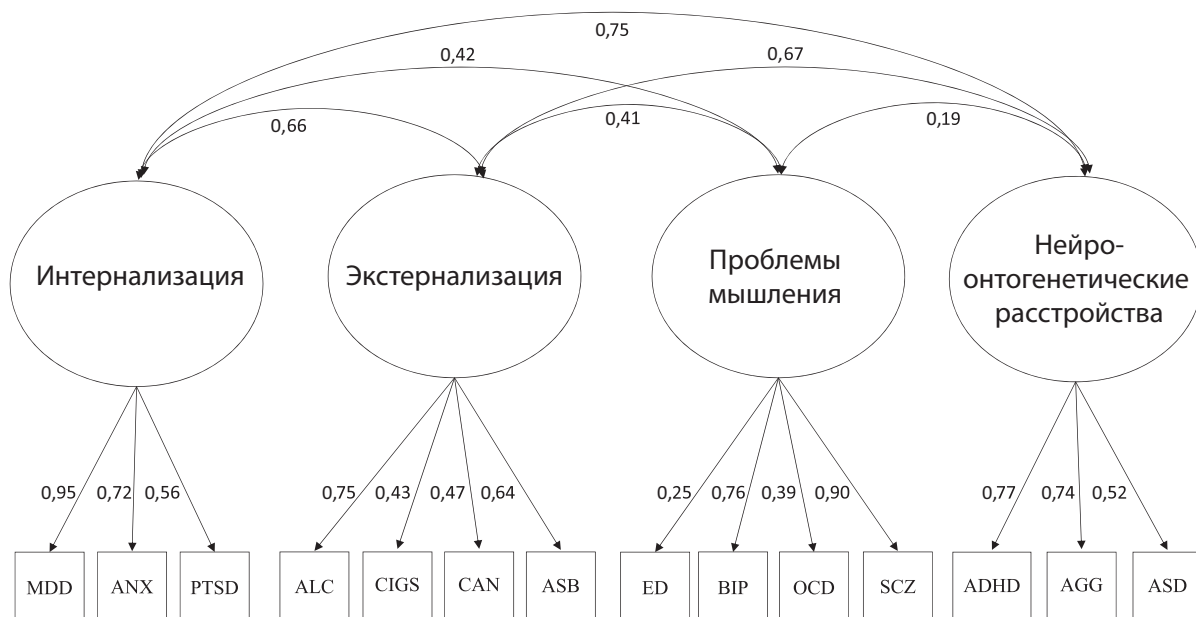 0,75
0,42
0,67
0,66
0,41
0,19
Интернализация
Экстернализация
Проблемы
мышления
Нейро-
онтогенетические
расстройства
0,95 0,72 0,56
0,75 0,43 0,47 0,64
0,25 0,76 0,39 0,90
0,77 0,74 0,52
MDD ANX PTSD
ALC CIGS CAN ASB
ED BIP OCD SCZ
ADHD AGG ASD